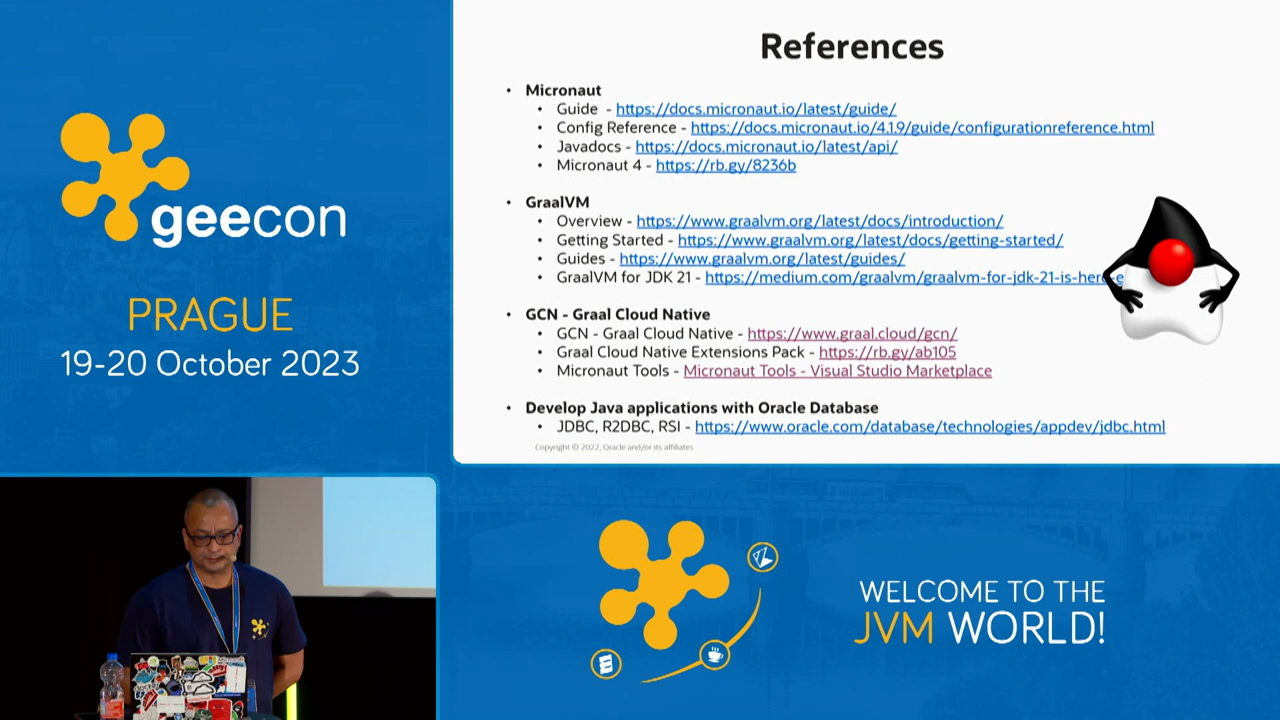 geecon
PRAGUE
19-20 October 2023
References
• Micronaut
• Guide - https://docs.micronaut.io/latest/guide/
• Config Reference - https://docs.micronaut.io/4.1.9/guide/configurationreference.html
• Javadocs - https://docs.micronaut.io/latest/api/
• Micronaut 4 - https://rb.gy/8236b
• GraalVM
• Overview - https://www.graalvm.org/latest/docs/introduction/
• Getting Started - https://www.graalvm.org/latest/docs/getting-started/
• Guides - https://www.graalvm.org/latest/guides/
• GraalVM for JDK 21 - https://medium.com/graalvm/graalvm-for-jdk-21-is-here-e
• GCN - Graal Cloud Native
• GCN - Graal Cloud Native - https://www.graal.cloud/gcn/
• Graal Cloud Native Extensions Pack - https://rb.gy/ab105
• Micronaut Tools - Micronaut Tools - Visual Studio Marketplace
• Develop Java applications with Oracle Database
• JDBC, R2DBC, RSI - https://www.oracle.com/database/technologies/appdev/jdbc.html
Copyright © 2022, Oracle and/or its affiliates
WELCOME TO THE
JVM WORLD!